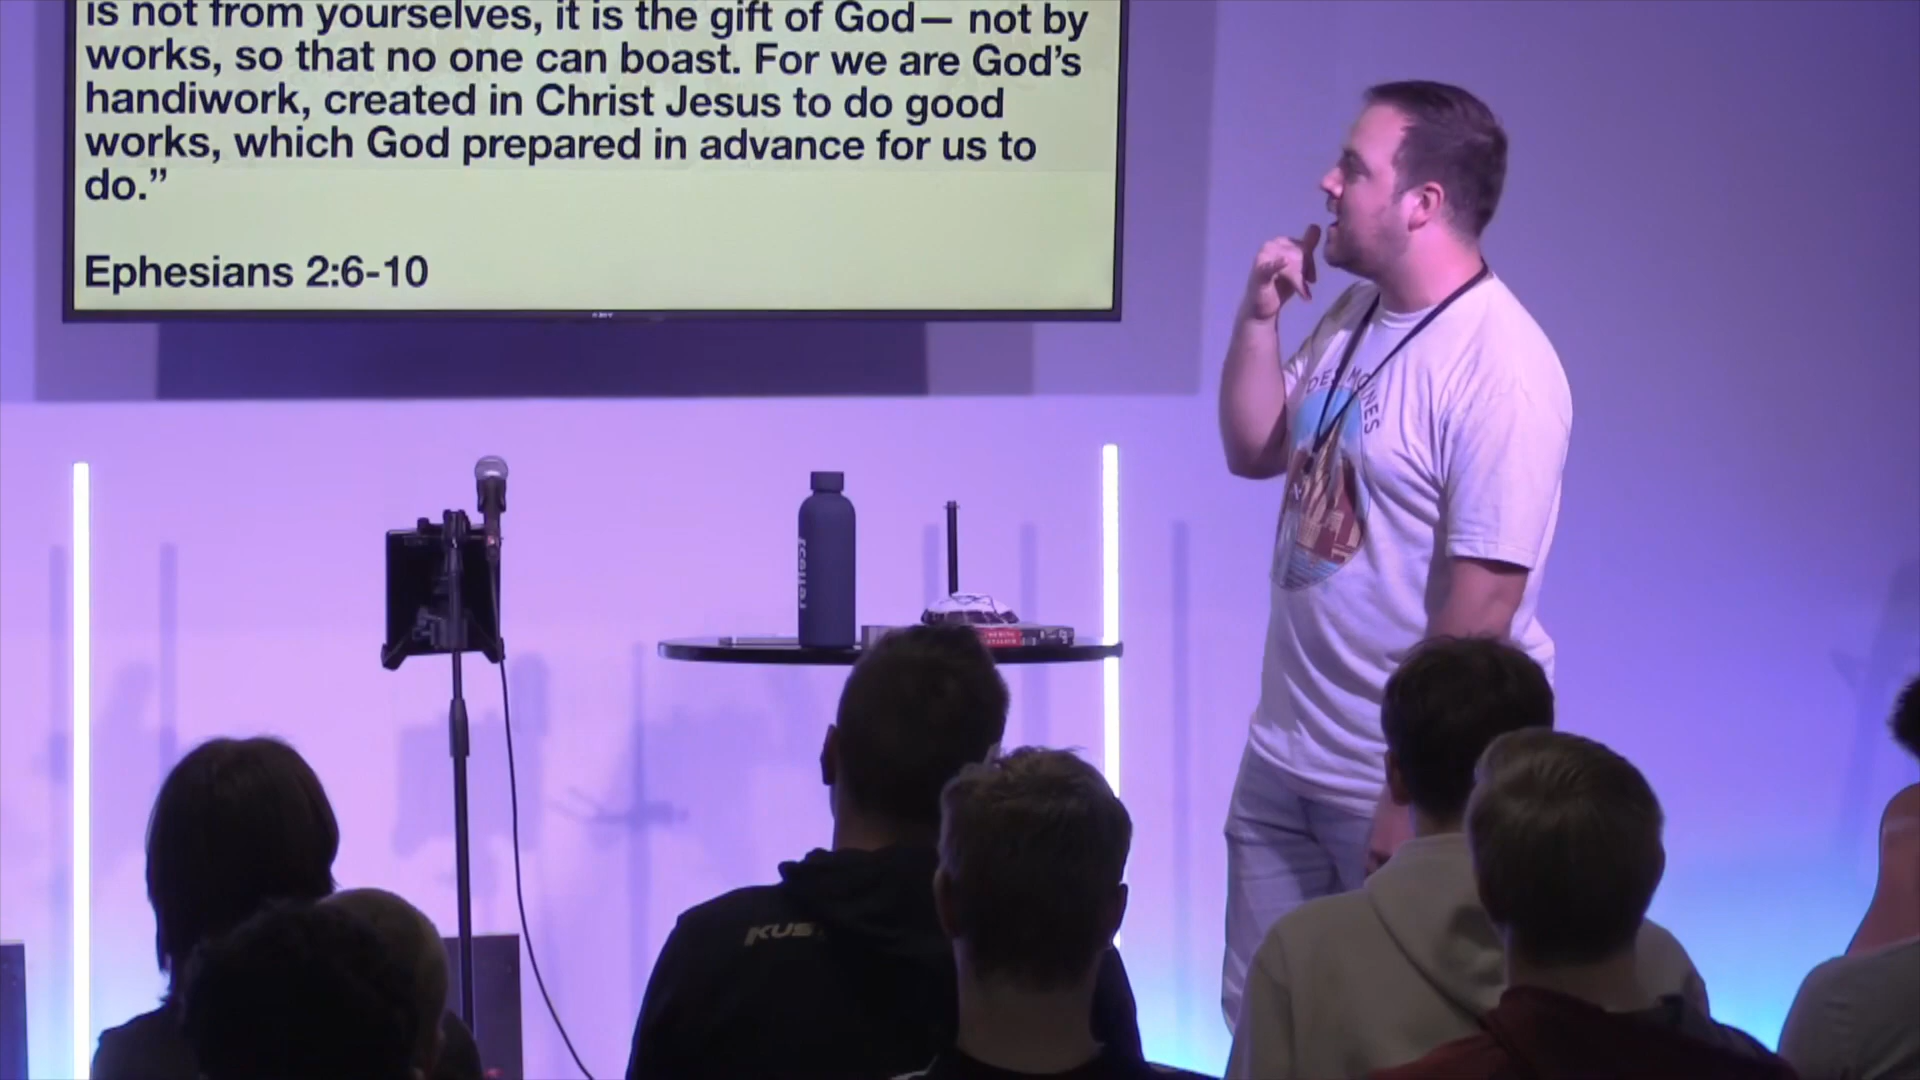 is not from yourselves, it is the gift of God— not by
works, so that no one can boast. For we are God’s
handiwork, created in Christ Jesus to do good
works, which God prepared in advance for us to
do.”
Ephesians 2:6-10
DES MOINES
KUS